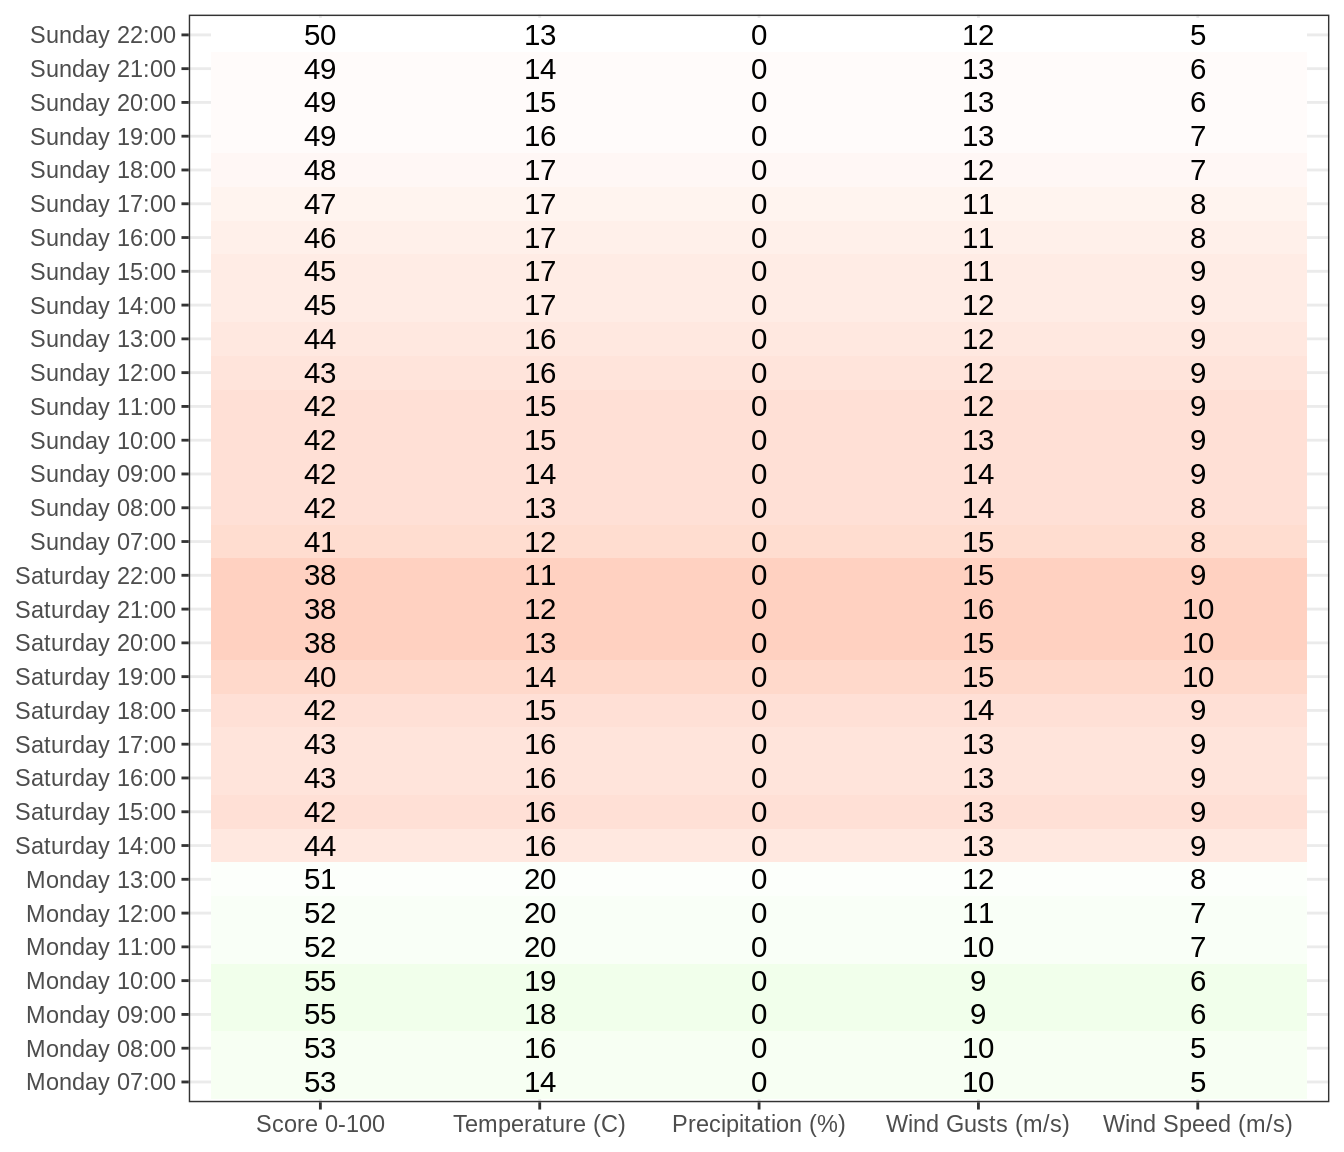 Sunday 22:00 50 13 0 12 5
Sunday 21:00 49 14 0 13 6
Sunday 20:00 49 15 0 13 6
Sunday 19:00 49 16 0 13 7
Sunday 18:00 48 17 0 12 7
Sunday 17:00 47 17 0 11 8
Sunday 16:00 46 17 0 11 8
Sunday 15:00 45 17 0 11 9
Sunday 14:00 45 17 0 12 9
Sunday 13:00 44 16 0 12 9
Sunday 12:00 43 16 0 12 9
Sunday 11:00 42 15 0 12 9
Sunday 10:00 42 15 0 13 9
Sunday 09:00 42 14 0 14 9
Sunday 08:00 42 13 0 14 8
Sunday 07:00 41 12 0 15 8
Saturday 22:00 38 11 0 15 9
Saturday 21:00 38 12 0 16 10
Saturday 20:00 38 13 0 15 10
Saturday 19:00 40 14 0 15 10
Saturday 18:00 42 15 0 14 9
Saturday 17:00 43 16 0 13 9
Saturday 16:00 43 16 0 13 9
Saturday 15:00 42 16 0 13 9
Saturday 14:00 44 16 0 13 9
Monday 13:00 51 20 0 12 8
Monday 12:00 52 20 0 11 7
Monday 11:00 52 20 0 10 7
Monday 10:00 55 19 0 9 6
Monday 09:00 55 18 0 9 6
Monday 08:00 53 16 0 10 5
Monday 07:00 53 14 0 10 5
Score 0-100 Temperature (C) Precipitation (%) Wind Gusts (m/s) Wind Speed (m/s)